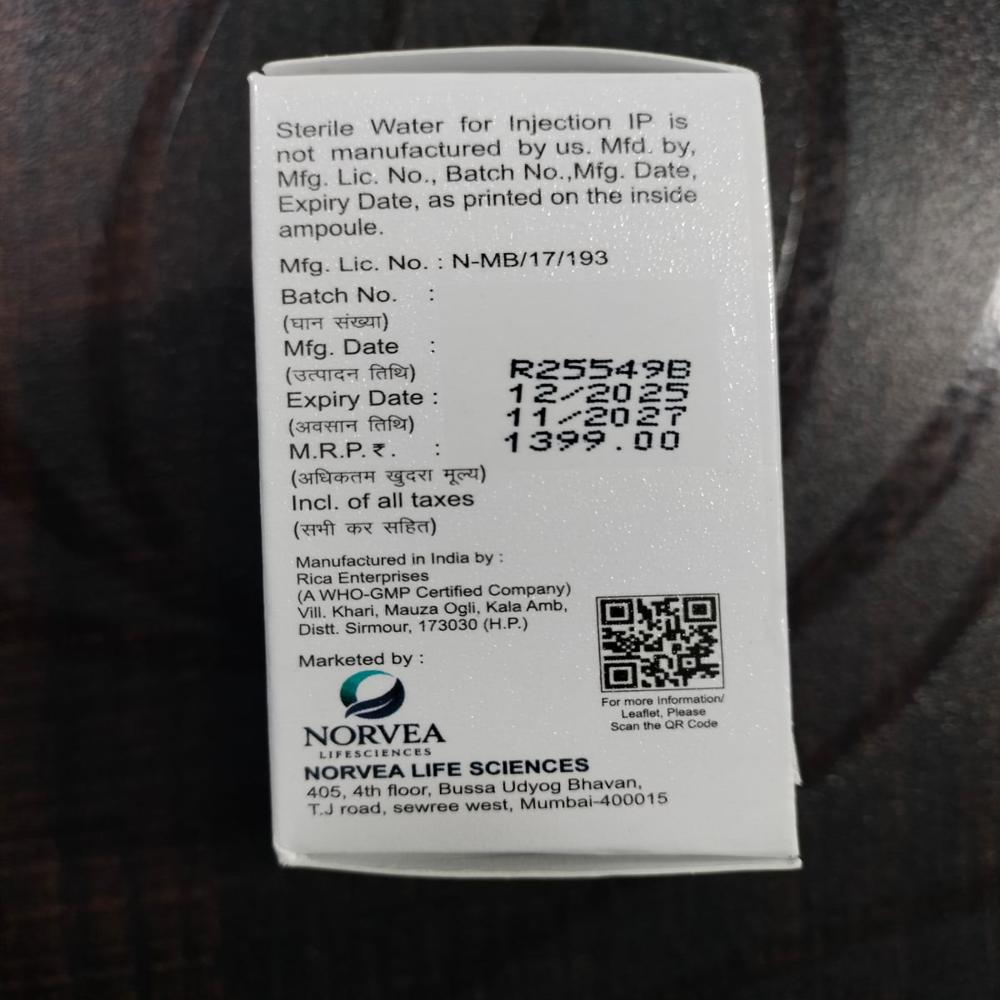 Sterile Water for Injection IP is
not manufactured by us. Mfd. by,
Mfg. Lic. No., Batch No.,Mfg. Date,
Expiry Date, as printed on the inside
ampoule.
Mfg. Lic. No. : N-MB/17/193
Batch No. :
(घान संख्या)
Mfg. Date :
(उत्पादन तिथि)
Expiry Date :
(अवसान तिथि)
M.R.P. ₹. :
(अधिकतम खुदरा मूल्य)
Incl. of all taxes
(सभी कर सहित)
R25549B
12/2025
11/2027
1399.00
Manufactured in India by :
Rica Enterprises
(A WHO-GMP Certified Company)
Vill. Khari, Mauza Ogli, Kala Amb,
Distt. Sirmour, 173030 (H.P.)
For more Information/
Leaflet, Please
Scan the QR Code
Marketed by :
NORVEA
LIFESCIENCES
NORVEA LIFE SCIENCES
405, 4th floor, Bussa Udyog Bhavan,
T.J road, sewree west, Mumbai-400015